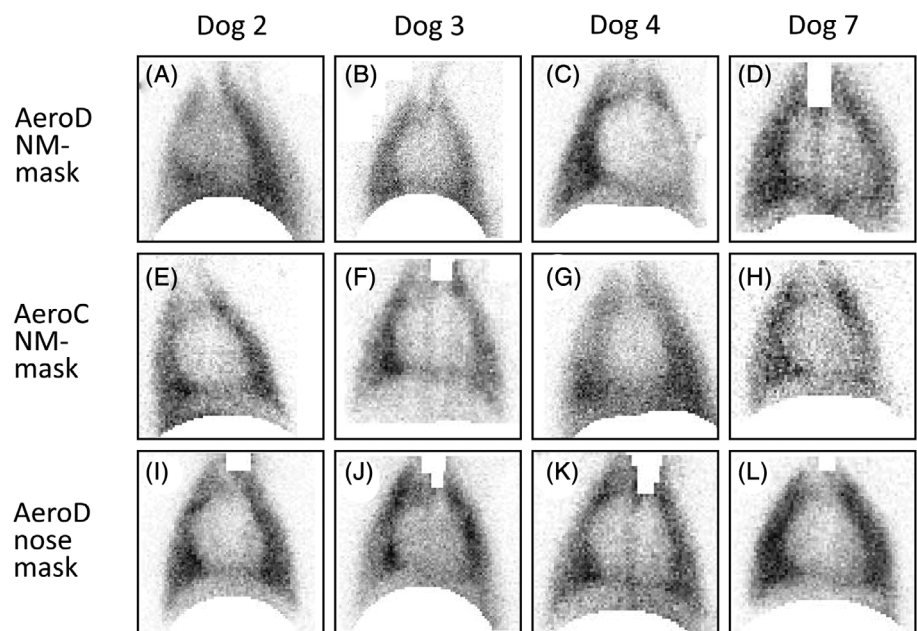 Dog 2 Dog 3 Dog 4 Dog 7
AeroD
NM-
mask
(A) (B) (C) (D)
AeroC
NM-
mask
(E) (F) (G) (H)
AeroD
nose
mask
(I) (J) (K) (L)